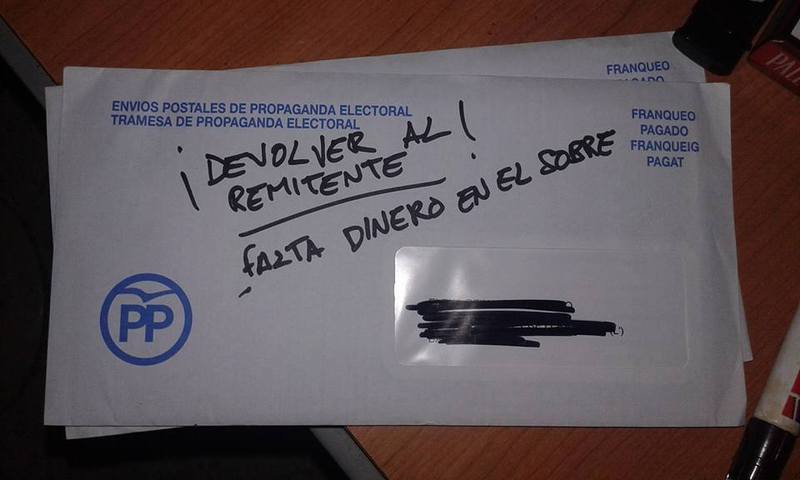 FRANQUEO
PAGADO
ENVIOS POSTALES DE PROPAGANDA ELECTORAL
TRAMESA DE PROPAGANDA ELECTORAL
FRANQUEO
PAGADO
FRANQUEIG
PAGAT
¡DEVOLVER AL!
REMITENTE
FALTA DINERO EN EL SOBRE
PP